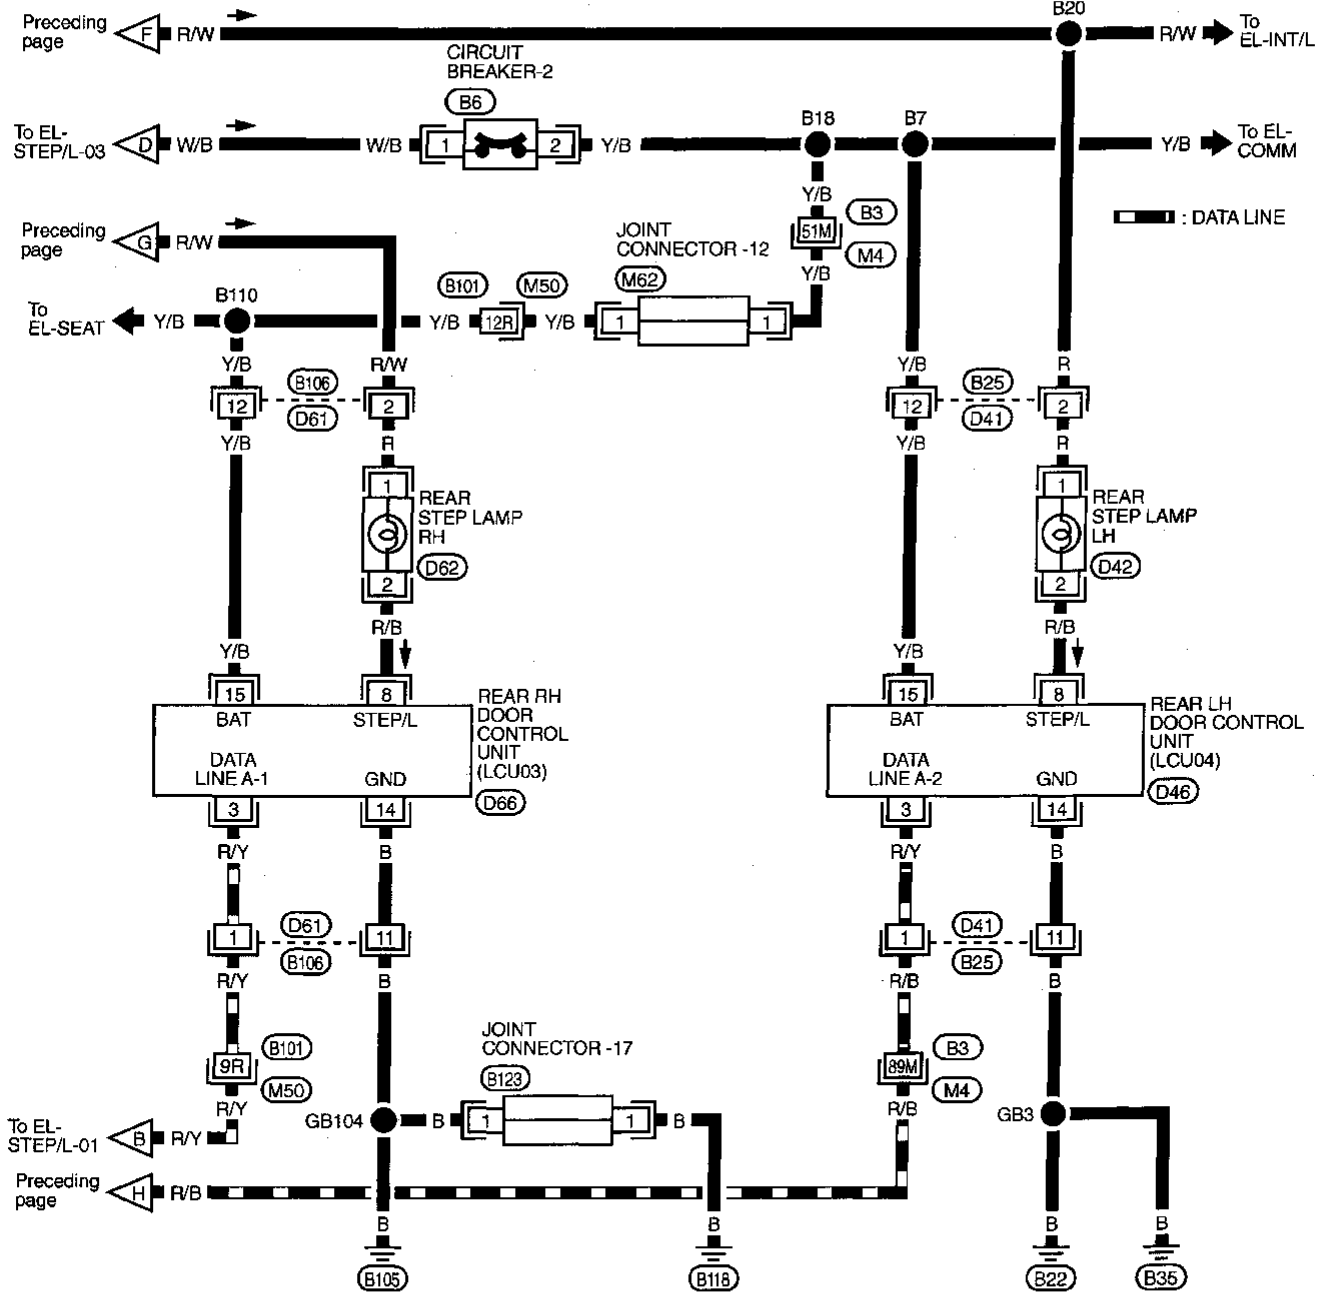 B20
Preceding
page
F
R/W
R/W
To
EL-INT/L
CIRCUIT
BREAKER-2
B6
To EL-
STEP/L-03
D
W/B
W/B
1
2
Y/B
B18
B7
Y/B
To EL-
COMM
Y/B
B3
51M
M4
Y/B
: DATA LINE
Preceding
page
G
R/W
JOINT
CONNECTOR -12
M62
To
EL-SEAT
Y/B
B110
Y/B
B101
12R
M50
Y/B
1
1
Y/B
R/W
Y/B
R
12
B106
D61
2
12
B25
D41
2
Y/B
R
Y/B
R
1
REAR
STEP LAMP
RH
D62
2
1
REAR
STEP LAMP
LH
D42
2
R/B
R/B
Y/B
Y/B
15
8
15
8
BAT
STEP/L
BAT
STEP/L
REAR RH
DOOR
CONTROL
UNIT
(LCU03)
D66
REAR LH
DOOR CONTROL
UNIT
(LCU04)
D46
DATA
LINE A-1
GND
DATA
LINE A-2
GND
3
14
3
14
R/Y
B
R/Y
B
1
D61
B106
11
1
D41
B25
11
R/Y
B
R/B
B
9R
B101
M50
JOINT
CONNECTOR -17
B123
89M
B3
M4
R/Y
R/B
GB104
B
1
1
B
GB3
To EL-
STEP/L-01
B
R/Y
Preceding
page
H
R/B
B
B
B
B
B105
B118
B22
B35